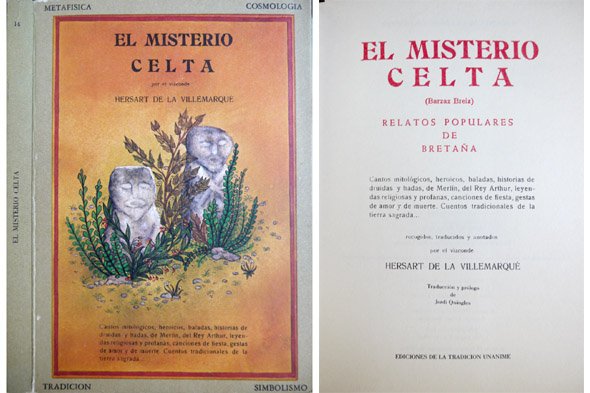 14
EL MISTERIO CELTA
METAFISICA
COSMOLOGIA
EL MISTERIO
CELTA
por el vizconde
HERSART DE LA VILLEMARQUÉ
Cantos mitológicos, heroicos, baladas, historias de
druidas y hadas, de Merlín, del Rey Arthur, leyen-
das religiosas y profanas, canciones de fiesta, gestas
de amor y de muerte. Cuentos tradicionales de la
tierra sagrada...
TRADICION
SIMBOLISMO
EL MISTERIO
CELTA
(Barzaz Breiz)
RELATOS POPULARES
DE
BRETAÑA
Cantos mitológicos, heroicos, baladas, historias de
druidas y hadas, de Merlín, del Rey Arthur, leyen-
das religiosas y profanas, canciones de fiesta, gestas
de amor y de muerte. Cuentos tradicionales de la
tierra sagrada...
recogidos, traducidos y anotados
por el vizconde
HERSART DE LA VILLEMARQUÉ
Traducción y prólogo
de
Jordi Quingles
EDICIONES DE LA TRADICION UNANIME